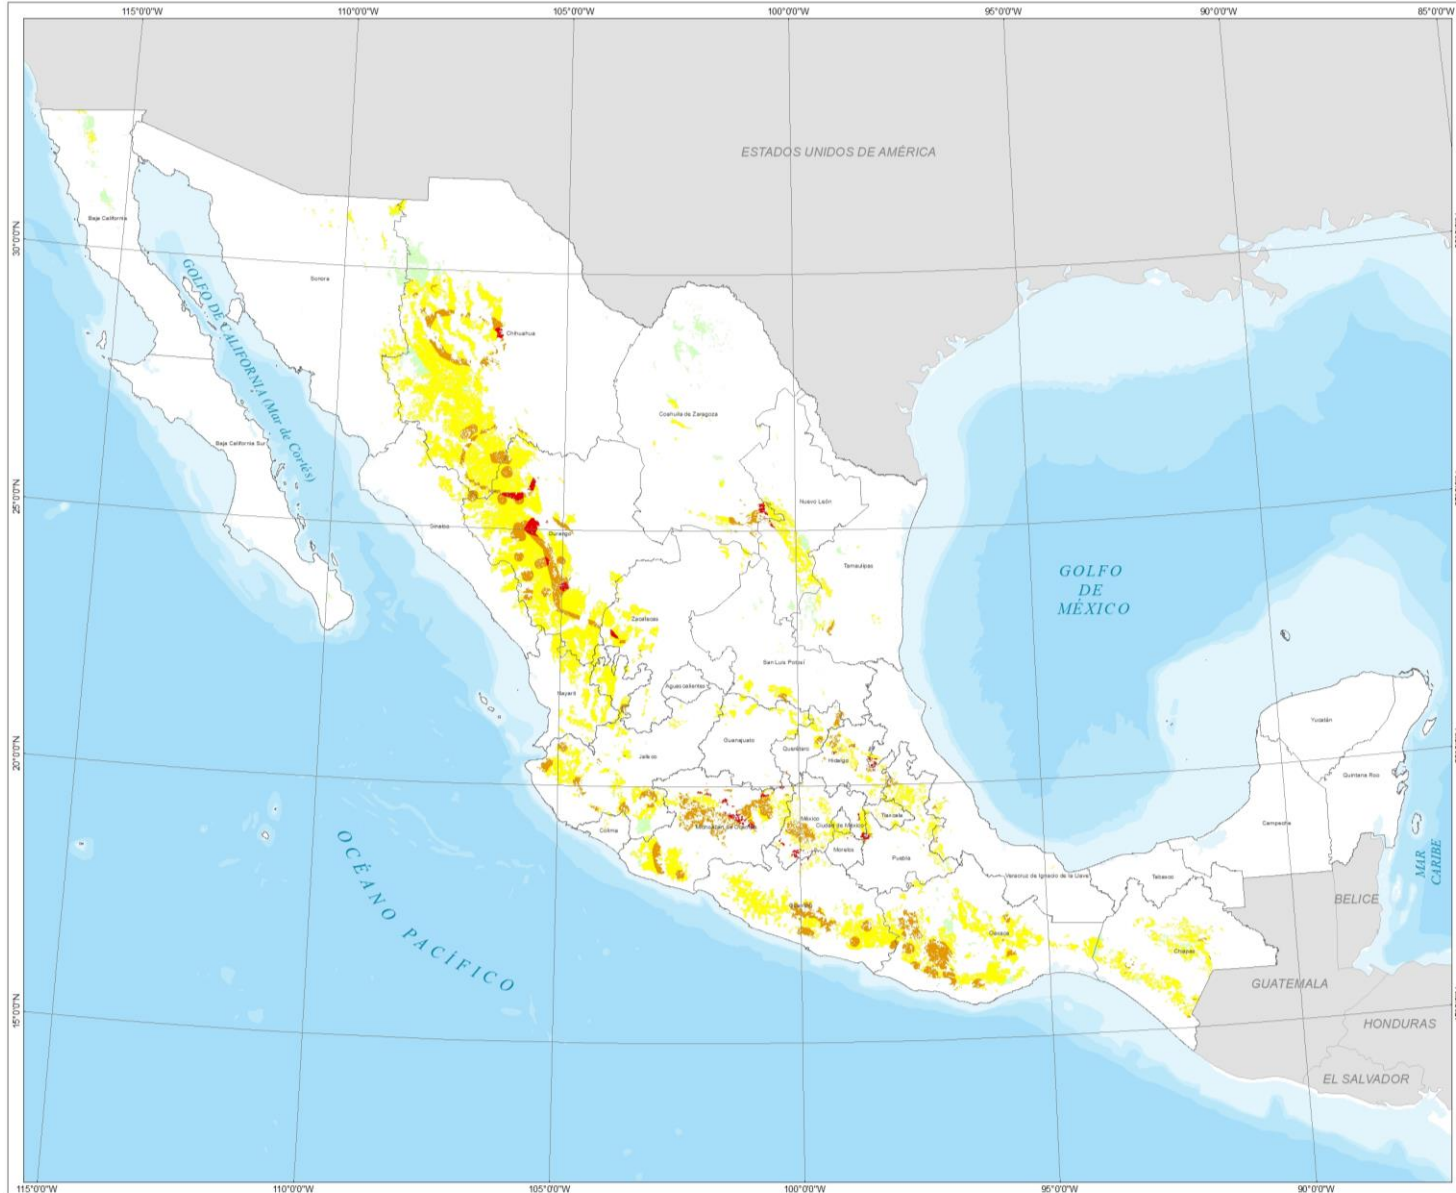 115°0'0"W
110°0'0"W
105°0'0"W
100°0'0"W
95°0'0"W
90°0'0"W
85°0'0"W
ESTADOS UNIDOS DE AMÉRICA
Baja California
30°0'0"N
Sonora
GOLFO DE CALIFORNIA (Mar de Cortés)
Chihuahua
Coahuila de Zaragoza
Baja California Sur
25°0'0"N
Nuevo León
Sinaloa
Durango
Tamaulipas
GOLFO
DE
MÉXICO
Zacatecas
San Luis Potosí
Aguascalientes
Nayarit
Yucatán
Guanajuato
Querétaro
20°0'0"N
Jalisco
Hidalgo
Quintana Roo
México
Tlaxcala
Ciudad de México
Michoacán de Ocampo
Colima
Campeche
Morelos
Puebla
OCÉANO PACÍFICO
Veracruz de Ignacio de la Llave
Tabasco
MAR
CARIBE
BELICE
Guerrero
Oaxaca
Chiapas
GUATEMALA
15°0'0"N
HONDURAS
EL SALVADOR
115°0'0"W
110°0'0"W
105°0'0"W
100°0'0"W
95°0'0"W
90°0'0"W